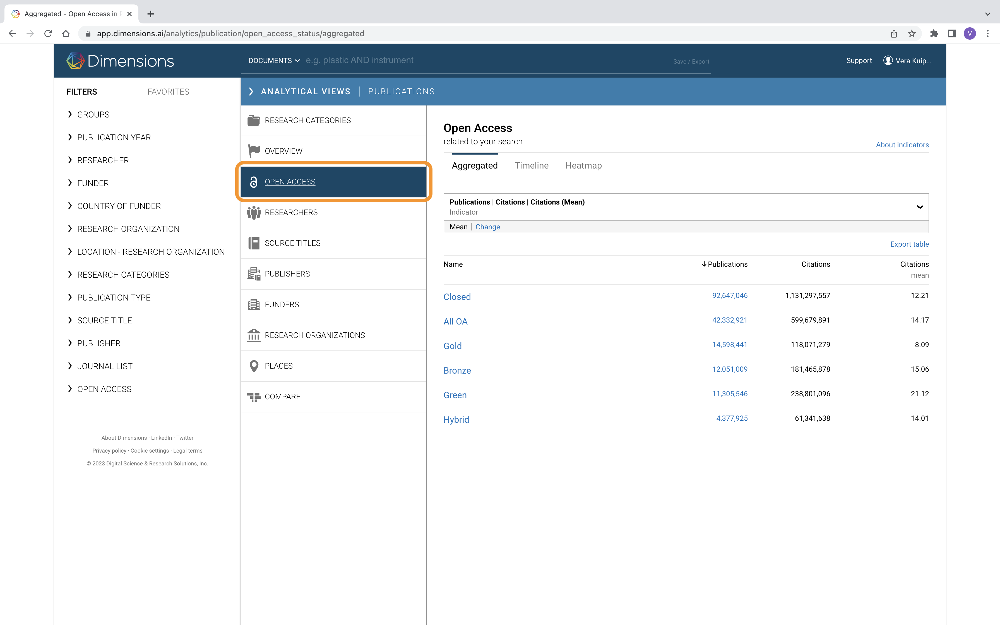 Aggregated - Open Access in
app.dimensions.ai/analytics/publication/open_access_status/aggregated
V
Dimensions
DOCUMENTS
e.g. plastic AND instrument
Save / Export
Support
Vera Kuip...
FILTERS
FAVORITES
GROUPS
PUBLICATION YEAR
RESEARCHER
FUNDER
COUNTRY OF FUNDER
RESEARCH ORGANIZATION
LOCATION - RESEARCH ORGANIZATION
RESEARCH CATEGORIES
PUBLICATION TYPE
SOURCE TITLE
PUBLISHER
JOURNAL LIST
OPEN ACCESS
About Dimensions · LinkedIn · Twitter
Privacy policy · Cookie settings · Legal terms
© 2023 Digital Science & Research Solutions, Inc.
ANALYTICAL VIEWS | PUBLICATIONS
RESEARCH CATEGORIES
OVERVIEW
OPEN ACCESS
RESEARCHERS
SOURCE TITLES
PUBLISHERS
FUNDERS
RESEARCH ORGANIZATIONS
PLACES
COMPARE
Open Access
related to your search
About indicators
Aggregated Timeline Heatmap
Publications | Citations | Citations (Mean)
Indicator
Mean | Change
Export table
Name Publications Citations Citations
mean
Closed 92,647,046 1,131,297,557 12.21
All OA 42,332,921 599,679,891 14.17
Gold 14,598,441 118,071,279 8.09
Bronze 12,051,009 181,465,878 15.06
Green 11,305,546 238,801,096 21.12
Hybrid 4,377,925 61,341,638 14.01